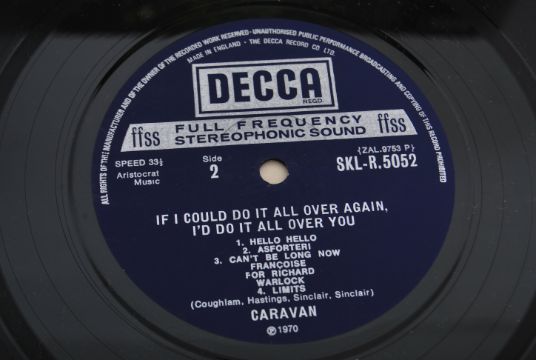 ALL RIGHTS OF THE MANUFACTURER AND OF THE OWNER OF THE RECORDED WORK RESERVED · UNAUTHORISED PUBLIC PERFORMANCE, BROADCASTING AND COPYING OF THIS RECORD PROHIBITED
MADE IN ENGLAND · THE DECCA RECORD CO LTD.
DECCA
REGD.
ffss FULL FREQUENCY ffss
STEREOPHONIC SOUND
SPEED 33⅓
Aristocrat
Music
Side
2
(ZAL.9753 P)
SKL-R.5052
IF I COULD DO IT ALL OVER AGAIN,
I'D DO IT ALL OVER YOU
1. HELLO HELLO
2. ASFORTERI
3. CAN'T BE LONG NOW
FRANCOISE
FOR RICHARD
WARLOCK
4. LIMITS
(Coughlam, Hastings, Sinclair, Sinclair)
CARAVAN
℗1970